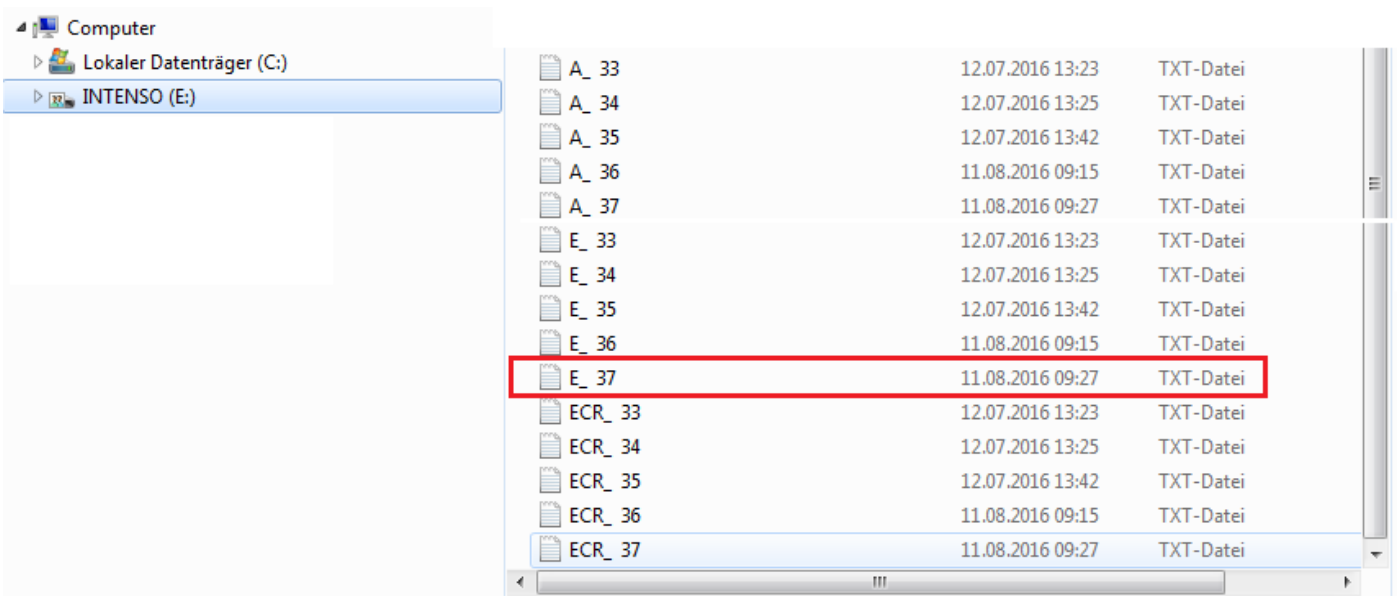 Computer
Lokaler Datenträger (C:)
INTENSO (E:)
A_ 33 12.07.2016 13:23 TXT-Datei
A_ 34 12.07.2016 13:25 TXT-Datei
A_ 35 12.07.2016 13:42 TXT-Datei
A_ 36 11.08.2016 09:15 TXT-Datei
A_ 37 11.08.2016 09:27 TXT-Datei
E_ 33 12.07.2016 13:23 TXT-Datei
E_ 34 12.07.2016 13:25 TXT-Datei
E_ 35 12.07.2016 13:42 TXT-Datei
E_ 36 11.08.2016 09:15 TXT-Datei
E_ 37 11.08.2016 09:27 TXT-Datei
ECR_ 33 12.07.2016 13:23 TXT-Datei
ECR_ 34 12.07.2016 13:25 TXT-Datei
ECR_ 35 12.07.2016 13:42 TXT-Datei
ECR_ 36 11.08.2016 09:15 TXT-Datei
ECR_ 37 11.08.2016 09:27 TXT-Datei